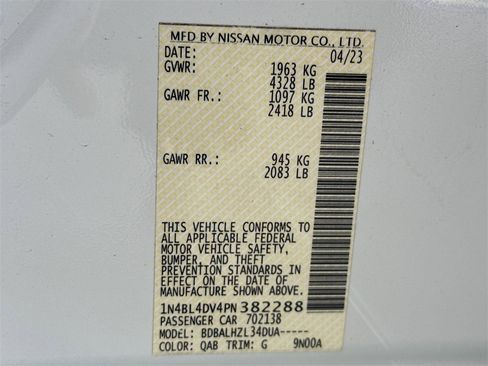 MFD BY NISSAN MOTOR CO., LTD.
DATE: 04/23
GVWR: 1963 KG
4328 LB
GAWR FR.: 1097 KG
2418 LB
GAWR RR.: 945 KG
2083 LB
THIS VEHICLE CONFORMS TO
ALL APPLICABLE FEDERAL
MOTOR VEHICLE SAFETY,
BUMPER, AND THEFT
PREVENTION STANDARDS
IN EFFECT ON THE DATE OF
MANUFACTURE SHOWN ABOVE.
1N4BL4DV4PN382288
PASSENGER CAR 702138
MODEL: BDBALHZL34DUA-----
COLOR: QAB TRIM: G 9N00A